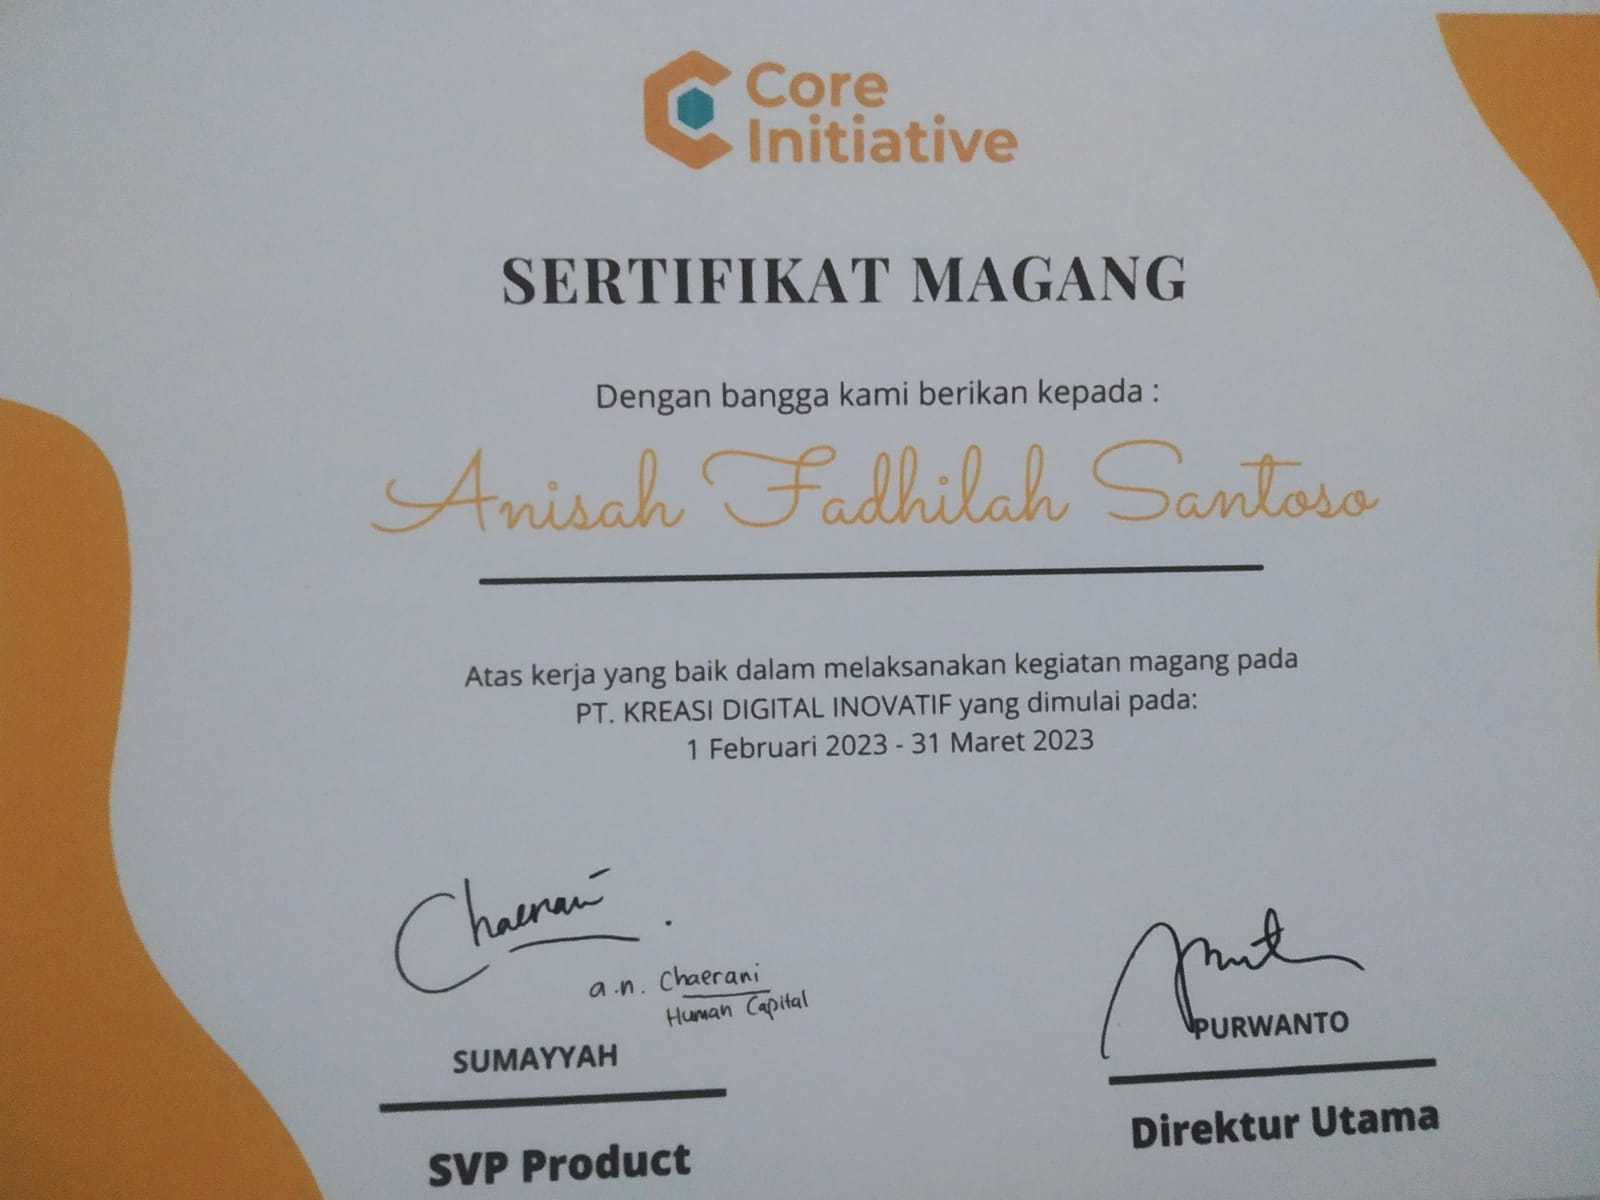 Core
Initiative
SERTIFIKAT MAGANG
Dengan bangga kami berikan kepada :
Anisah Fadhilah Santoso
Atas kerja yang baik dalam melaksanakan kegiatan magang pada
PT. KREASI DIGITAL INOVATIF yang dimulai pada:
1 Februari 2023 - 31 Maret 2023
Chaerani
a.n. Chaerani
Human Capital
SUMAYYAH
SVP Product
PURWANTO
Direktur Utama